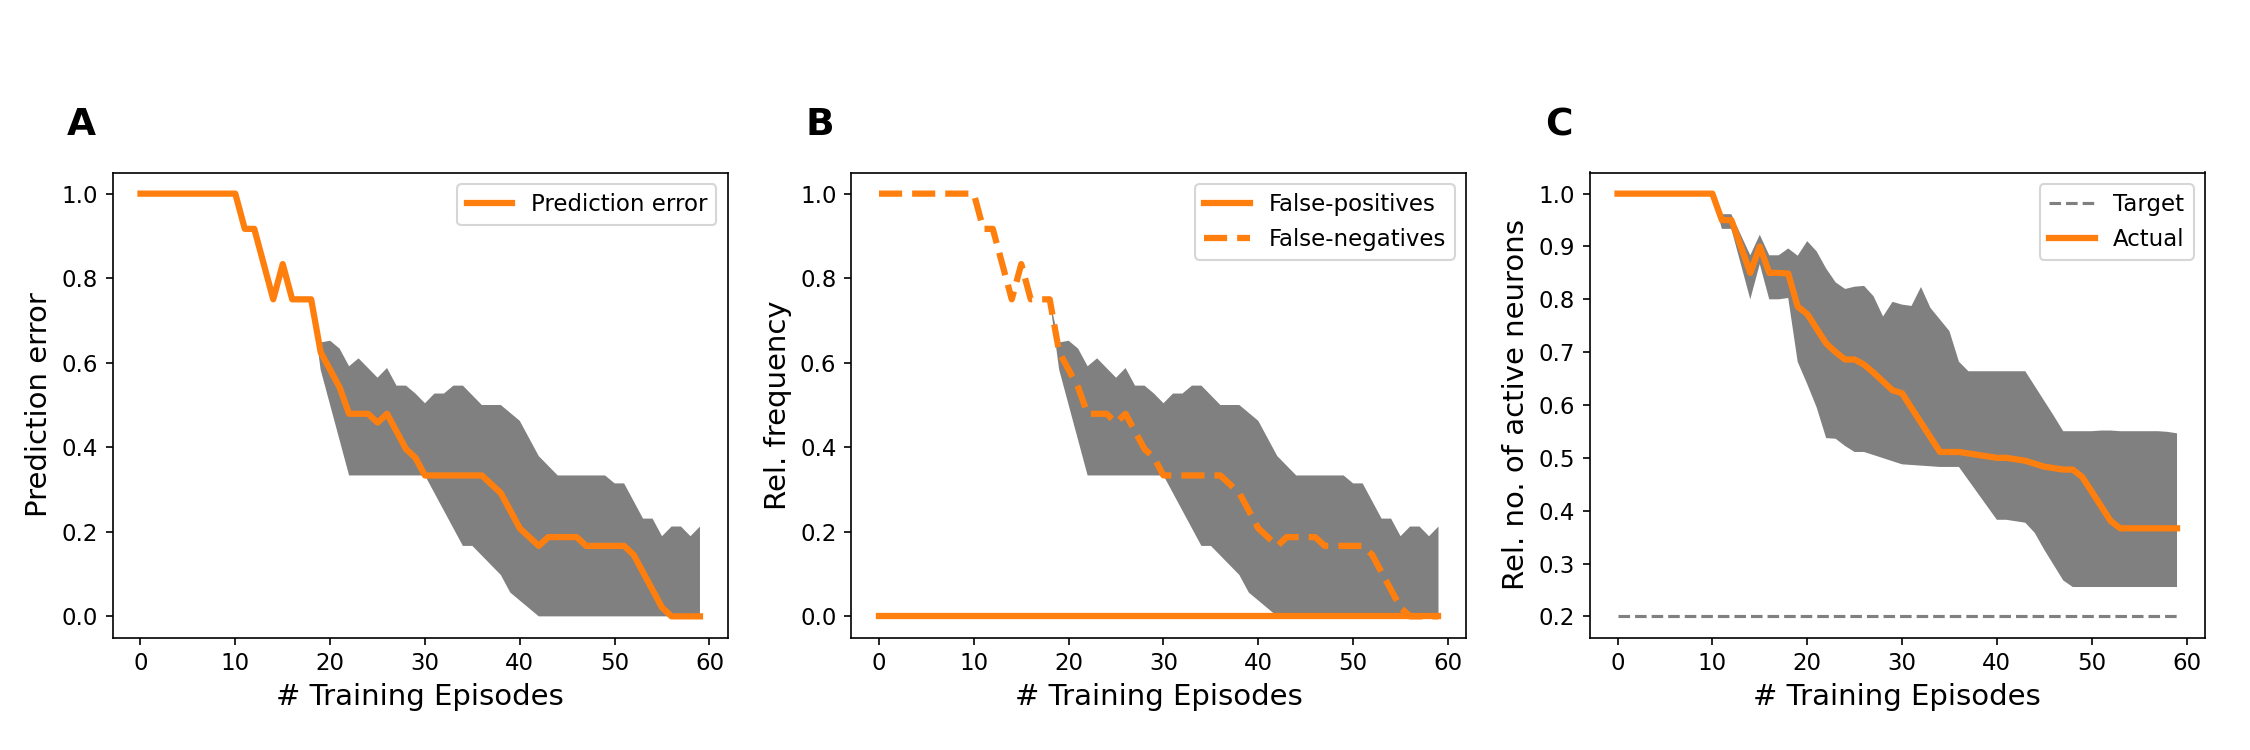 A
B
C
Prediction error
1.0
0.8
0.6
0.4
0.2
0.0
Prediction error
0 10 20 30 40 50 60
# Training Episodes
Rel. frequency
1.0
0.8
0.6
0.4
0.2
0.0
False-positives
False-negatives
0 10 20 30 40 50 60
# Training Episodes
Rel. no. of active neurons
1.0
0.9
0.8
0.7
0.6
0.5
0.4
0.3
0.2
Target
Actual
0 10 20 30 40 50 60
# Training Episodes